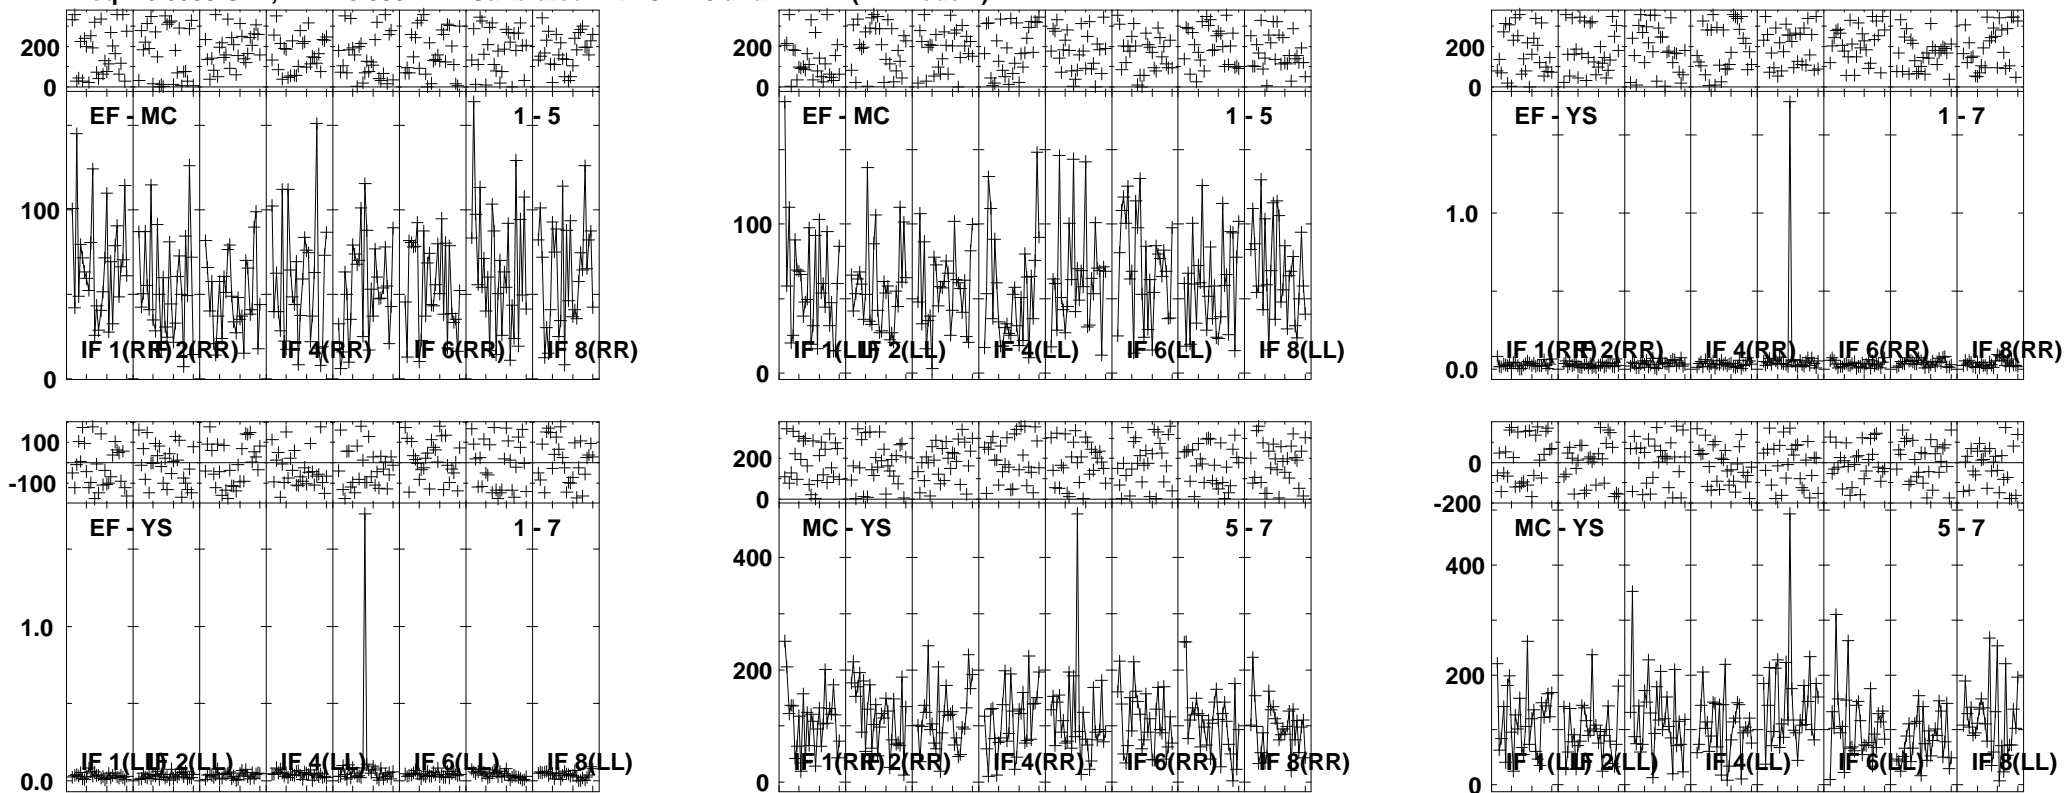 200
0
EF - MC
1 - 5
100
0
IF 1(RR)
IF 2(RR)
IF 4(RR)
IF 6(RR)
IF 8(RR)
200
0
EF - MC
1 - 5
100
0
IF 1(LL)
IF 2(LL)
IF 4(LL)
IF 6(LL)
IF 8(LL)
200
0
EF - YS
1 - 7
1.0
0.0
IF 1(RR)
IF 2(RR)
IF 4(RR)
IF 6(RR)
IF 8(RR)
100
-100
EF - YS
1 - 7
1.0
0.0
IF 1(LL)
IF 2(LL)
IF 4(LL)
IF 6(LL)
IF 8(LL)
200
0
MC - YS
5 - 7
400
200
0
IF 1(RR)
IF 2(RR)
IF 4(RR)
IF 6(RR)
IF 8(RR)
0
-200
MC - YS
5 - 7
400
200
0
IF 1(LL)
IF 2(LL)
IF 4(LL)
IF 6(LL)
IF 8(LL)